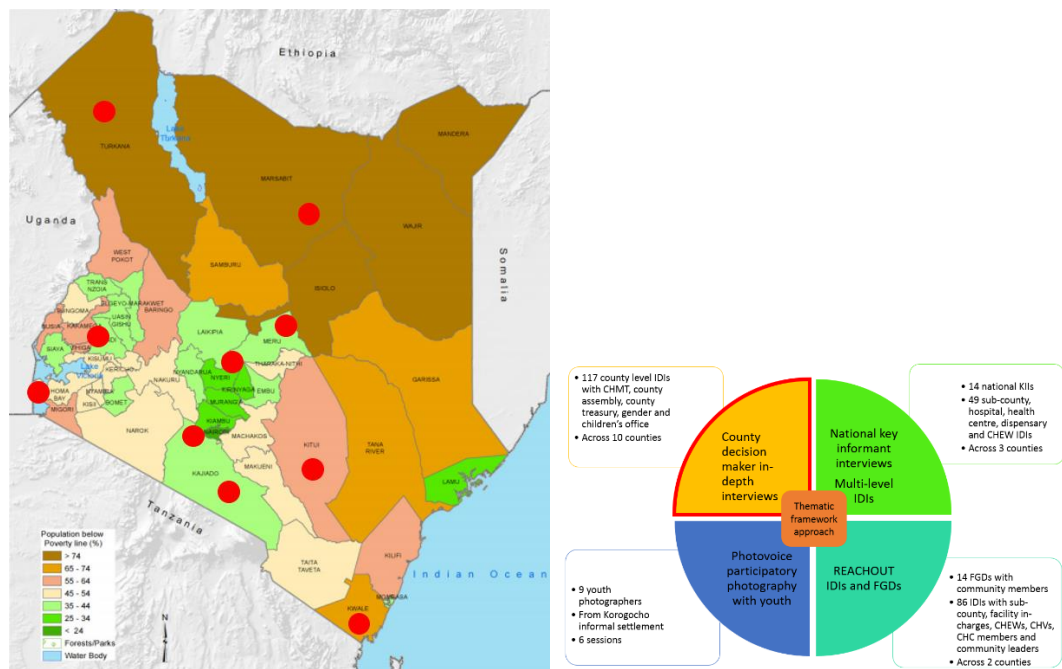 Ethiopia
Lake
Turkana
TURKANA
MANDERA
MARSABIT
WAJIR
Uganda
Somalia
WEST
POKOT
SAMBURU
ISIOLO
TRANS
NZOIA
ELGEYO-MARAKWET
BUNGOMA
UASIN
GISHU
BARINGO
BUSIA
KAKAMEGA
LAIKIPIA
MERU
SIAYA
VIHIGA
KISUMU
THARAKA-NITHI
GARISSA
NYANDARUA
NYERI
Lake
Victoria
KERICHO
NAKURU
KIRINYAGA
EMBU
HOMA
BAY
NYAMIRA
MURANGA
KISII
BOMET
MIGORI
KIAMBU
NAIROBI
NAROK
MACHAKOS
KITUI
TANA
RIVER
MAKUENI
LAMU
KAJIADO
Tanzania
KILIFI
TAITA
TAVETA
Indian Ocean
MOMBASA
KWALE
Population below
Poverty line (%)
> 74
65 - 74
55 - 64
45 - 54
35 - 44
25 - 34
< 24
Forests/Parks
Water Body
N
• 117 county level IDIs
with CHMT, county
assembly, county
treasury, gender and
children's office
• Across 10 counties
County
decision
maker in-
depth
interviews
National key
informant
interviews
Multi-level
IDIs
• 14 national KIIs
• 49 sub-county,
hospital, health
centre, dispensary
and CHEW IDIs
• Across 3 counties
Thematic
framework
approach
Photovoice
participatory
photography
with youth
REACHOUT
IDIs and FGDs
• 9 youth
photographers
• From Korogocho
informal settlement
• 6 sessions
• 14 FGDs with
community members
• 86 IDIs with sub-
county, facility in-
charges, CHEWs, CHVs,
CHC members and
community leaders
• Across 2 counties